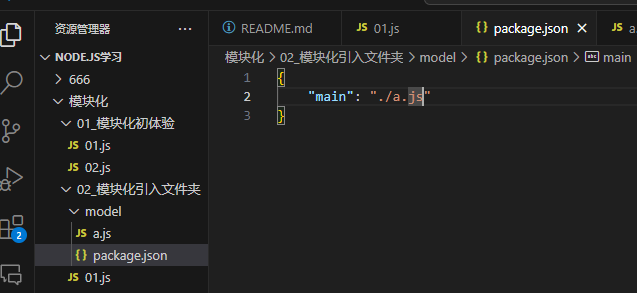 资源管理器
README.md
01.js
package.json
a
NODE.JS学习
666
模块化
01_模块化初体验
JS 01.js
JS 02.js
02_模块化引入文件夹
model
JS a.js
{} package.json
JS 01.js
2
模块化 > 02_模块化引入文件夹 > model > {} package.json > abc main
1 {
2 "main": "./a.js"
3 }